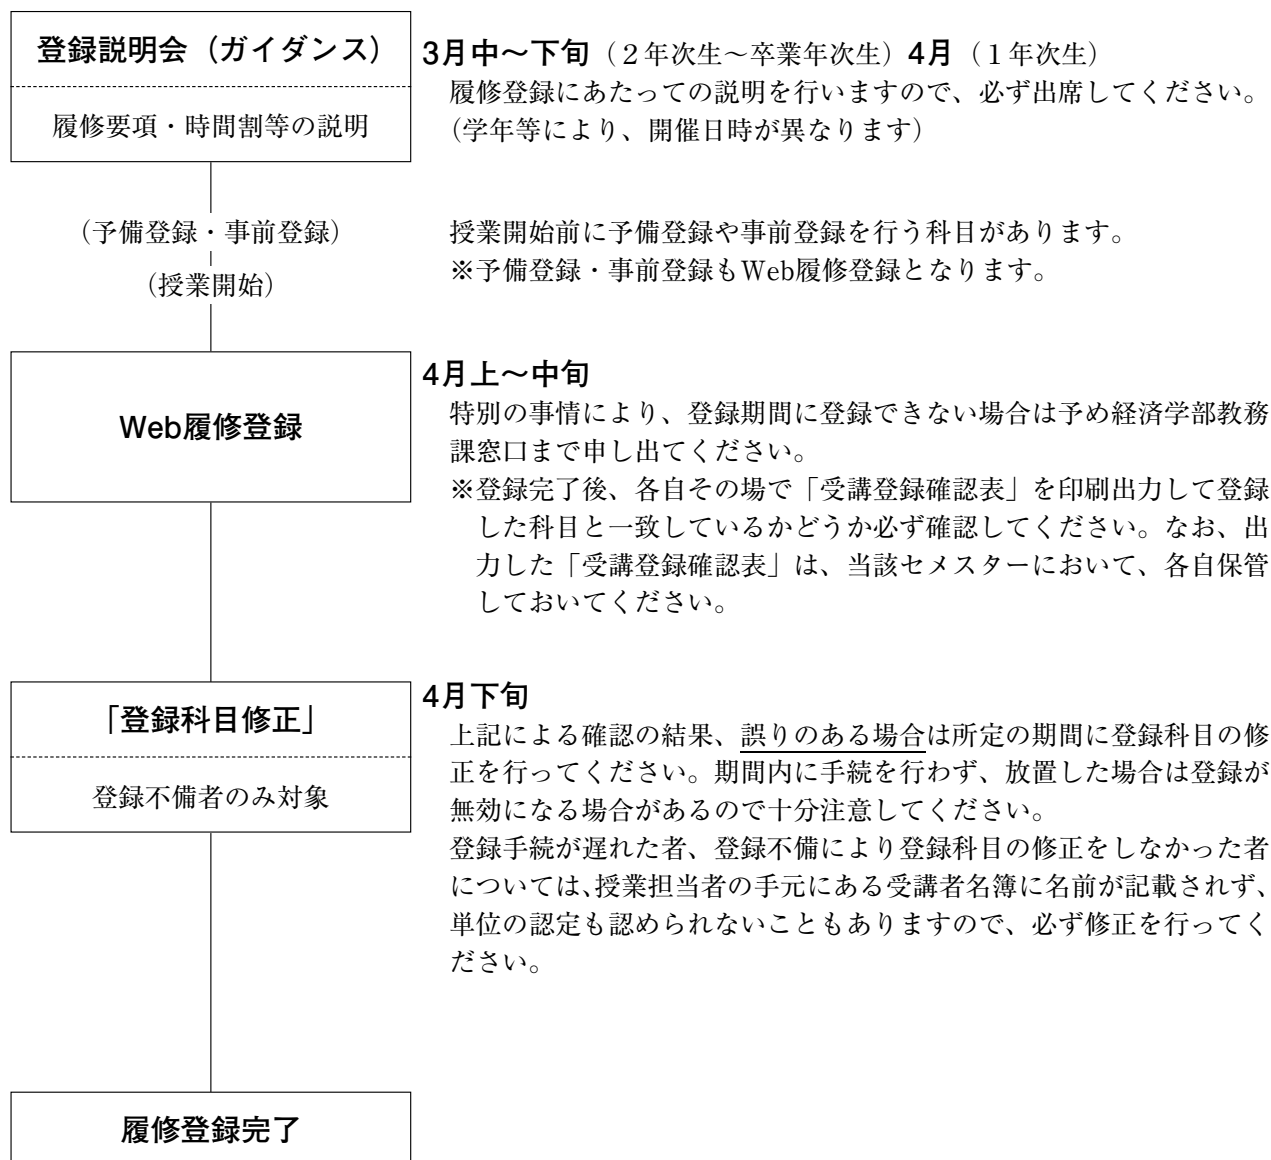 登録説明会（ガイダンス）
履修要項・時間割等の説明
3月中～下旬（２年次生～卒業年次生）4月（１年次生）
履修登録にあたっての説明を行いますので、必ず出席してください。
（学年等により、開催日時が異なります）
（予備登録・事前登録）
（授業開始）
授業開始前に予備登録や事前登録を行う科目があります。
※予備登録・事前登録もWeb履修登録となります。
Web履修登録
4月上～中旬
特別の事情により、登録期間に登録できない場合は予め経済学部教務
課窓口まで申し出てください。
※登録完了後、各自その場で「受講登録確認表」を印刷出力して登録
した科目と一致しているかどうか必ず確認してください。なお、出
力した「受講登録確認表」は、当該セメスターにおいて、各自保管
しておいてください。
「登録科目修正」
登録不備者のみ対象
4月下旬
上記による確認の結果、誤りのある場合は所定の期間に登録科目の修
正を行ってください。期間内に手続を行わず、放置した場合は登録が
無効になる場合があるので十分注意してください。
登録手続が遅れた者、登録不備により登録科目の修正をしなかった者
については、授業担当者の手元にある受講者名簿に名前が記載されず、
単位の認定も認められないこともありますので、必ず修正を行ってく
ださい。
履修登録完了